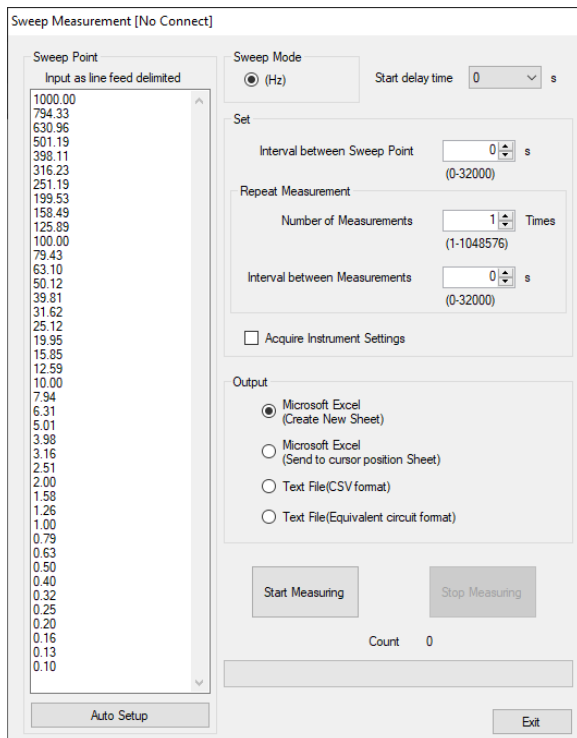 Sweep Measurement [No Connect]
Sweep Point
Input as line feed delimited
1000.00
794.33
630.96
501.19
398.11
316.23
251.19
199.53
158.49
125.89
100.00
79.43
63.10
50.12
39.81
31.62
25.12
19.95
15.85
12.59
10.00
7.94
6.31
5.01
3.98
3.16
2.51
2.00
1.58
1.26
1.00
0.79
0.63
0.50
0.40
0.32
0.25
0.20
0.16
0.13
0.10
Auto Setup
Sweep Mode
(Hz)
Start delay time 0 s
Set
Interval between Sweep Point 0 s
(0-32000)
Repeat Measurement
Number of Measurements 1 Times
(1-1048576)
Interval between Measurements 0 s
(0-32000)
Acquire Instrument Settings
Output
Microsoft Excel
(Create New Sheet)
Microsoft Excel
(Send to cursor position Sheet)
Text File(CSV format)
Text File(Equivalent circuit format)
Start Measuring
Stop Measuring
Count 0
Exit